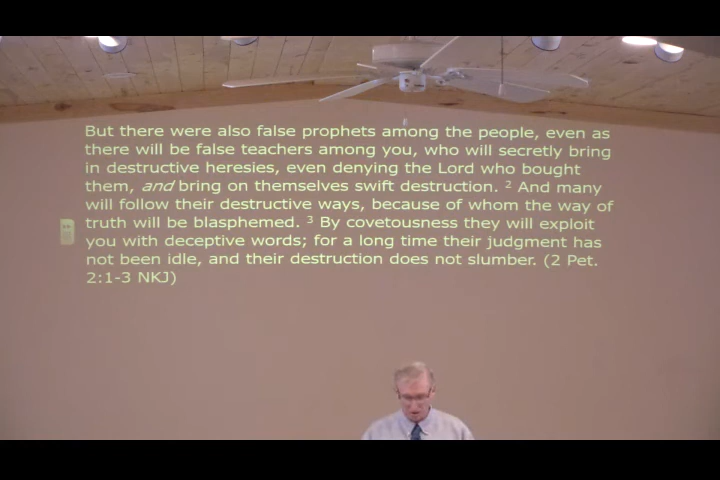 But there were also false prophets among the people, even as
there will be false teachers among you, who will secretly bring
in destructive heresies, even denying the Lord who bought
them, and bring on themselves swift destruction. 2 And many
will follow their destructive ways, because of whom the way of
truth will be blasphemed. 3 By covetousness they will exploit
you with deceptive words; for a long time their judgment has
not been idle, and their destruction does not slumber. (2 Pet.
2:1-3 NKJ)